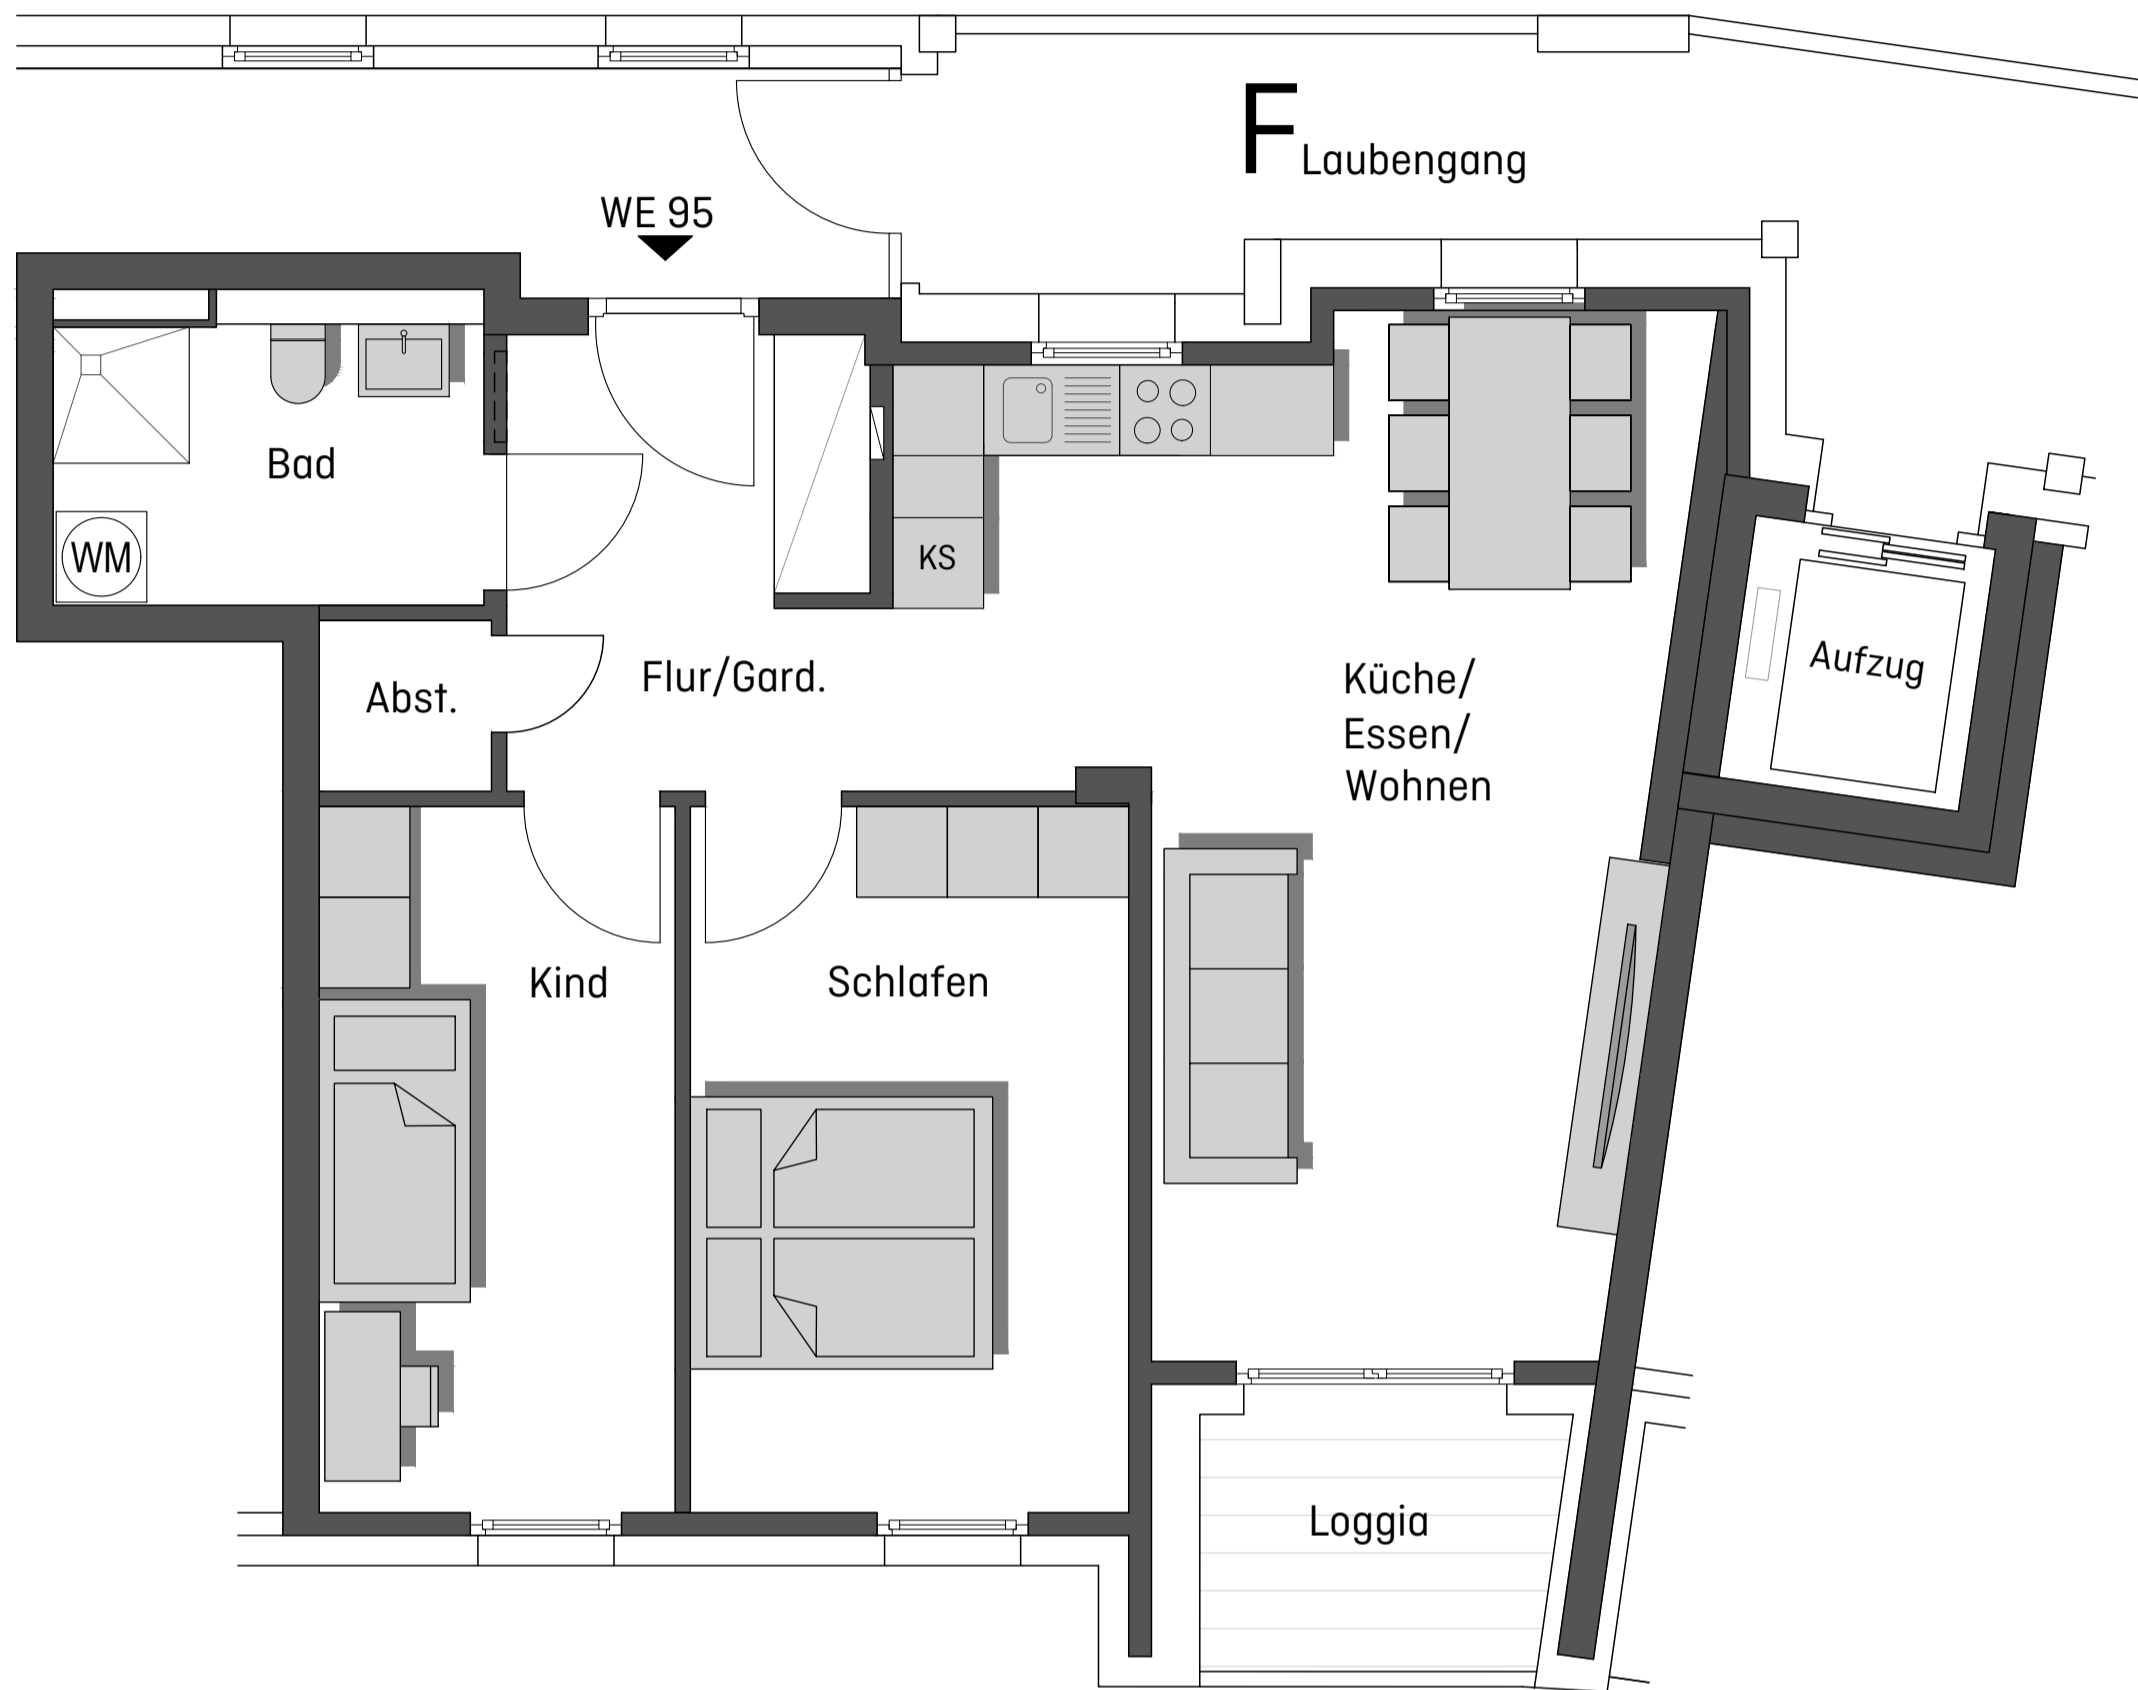 F Laubengang
WE 95
Bad
WM
KS
Abst.
Flur/Gard.
Küche/
Essen/
Wohnen
Aufzug
Kind
Schlafen
Loggia